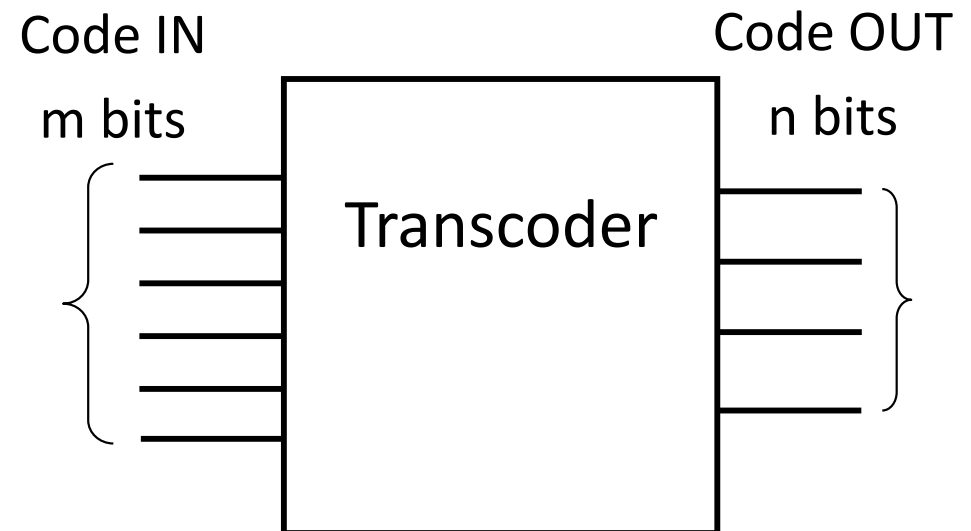 Code IN
m bits
Transcoder
Code OUT
n bits